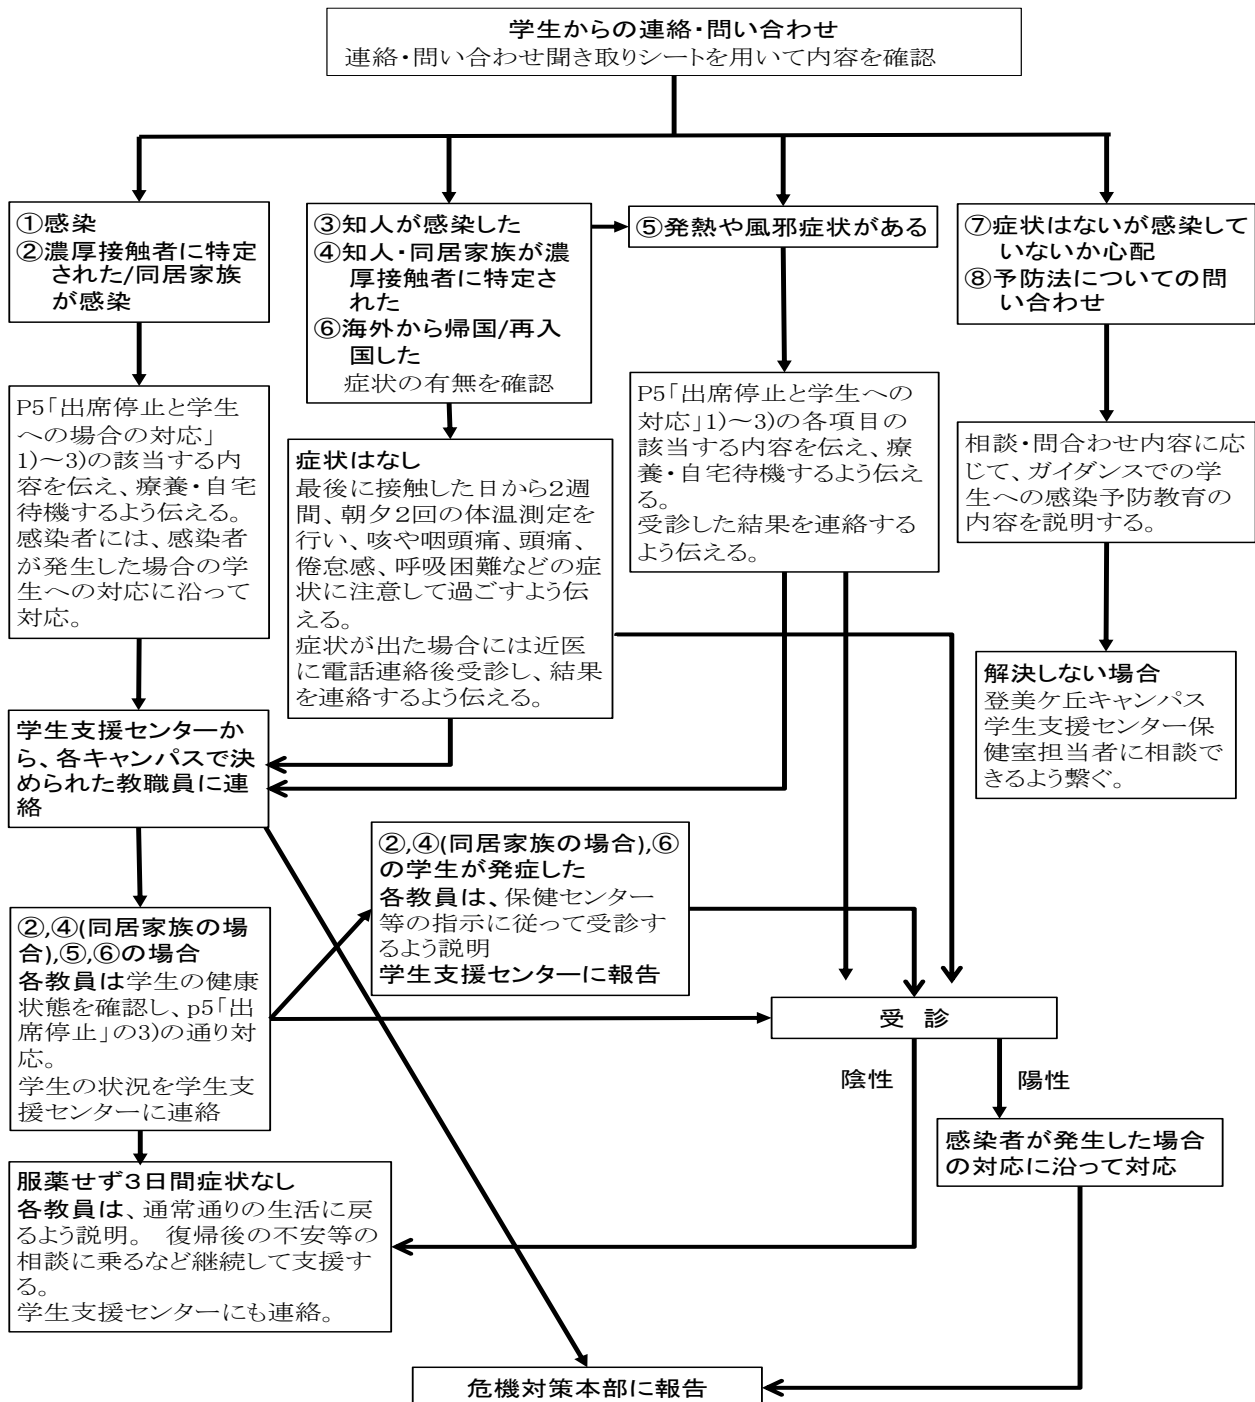 学生からの連絡・問い合わせ
連絡・問い合わせ聞き取りシートを用いて内容を確認
①感染
②濃厚接触者に特定
された/同居家族
が感染
③知人が感染した
④知人・同居家族が濃
厚接触者に特定さ
れた
⑥海外から帰国/再入
国した
症状の有無を確認
⑤発熱や風邪症状がある
⑦症状はないが感染して
いないか心配
⑧予防法についての問
い合わせ
P5「出席停止と学生
への場合の対応」
1)～3)の該当する内
容を伝え、療養・自宅
待機するよう伝える。
感染者には、感染者
が発生した場合の学
生への対応に沿って
対応。
症状はなし
最後に接触した日から2週
間、朝夕2回の体温測定を
行い、咳や咽頭痛、頭痛、
倦怠感、呼吸困難などの症
状に注意して過ごすよう伝
える。
症状が出た場合には近医
に電話連絡後受診し、結果
を連絡するよう伝える。
P5「出席停止と学生への
対応」1)～3)の各項目の
該当する内容を伝え、療
養・自宅待機するよう伝え
る。
受診した結果を連絡する
よう伝える。
相談・問合わせ内容に応
じて、ガイダンスでの学
生への感染予防教育の
内容を説明する。
解決しない場合
登美ケ丘キャンパス
学生支援センター保
健室担当者に相談で
きるよう繋ぐ。
学生支援センターか
ら、各キャンパスで決
められた教職員に連
絡
②,④(同居家族の場合),⑥
の学生が発症した
各教員は、保健センター
等の指示に従って受診す
るよう説明
学生支援センターに報告
②,④(同居家族の場
合),⑤,⑥の場合
各教員は学生の健康
状態を確認し、p5「出
席停止」の3)の通り対
応。
学生の状況を学生支
援センターに連絡
受 診
陰性
陽性
感染者が発生した場合
の対応に沿って対応
服薬せず3日間症状なし
各教員は、通常通りの生活に戻
るよう説明。 復帰後の不安等の
相談に乗るなど継続して支援す
る。
学生支援センターにも連絡。
危機対策本部に報告